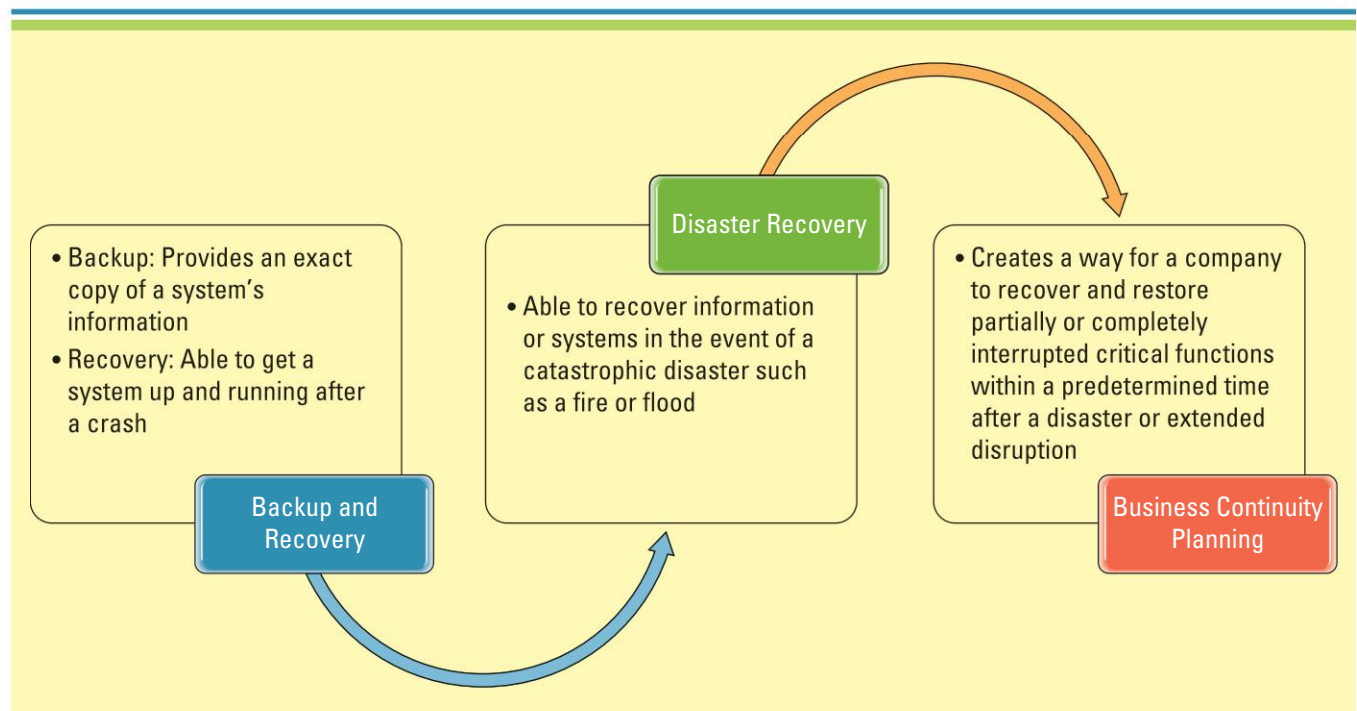 • Backup: Provides an exact
copy of a system's
information
• Recovery: Able to get a
system up and running after
a crash
Backup and
Recovery
Disaster Recovery
• Able to recover information
or systems in the event of a
catastrophic disaster such
as a fire or flood
• Creates a way for a company
to recover and restore
partially or completely
interrupted critical functions
within a predetermined time
after a disaster or extended
disruption
Business Continuity
Planning